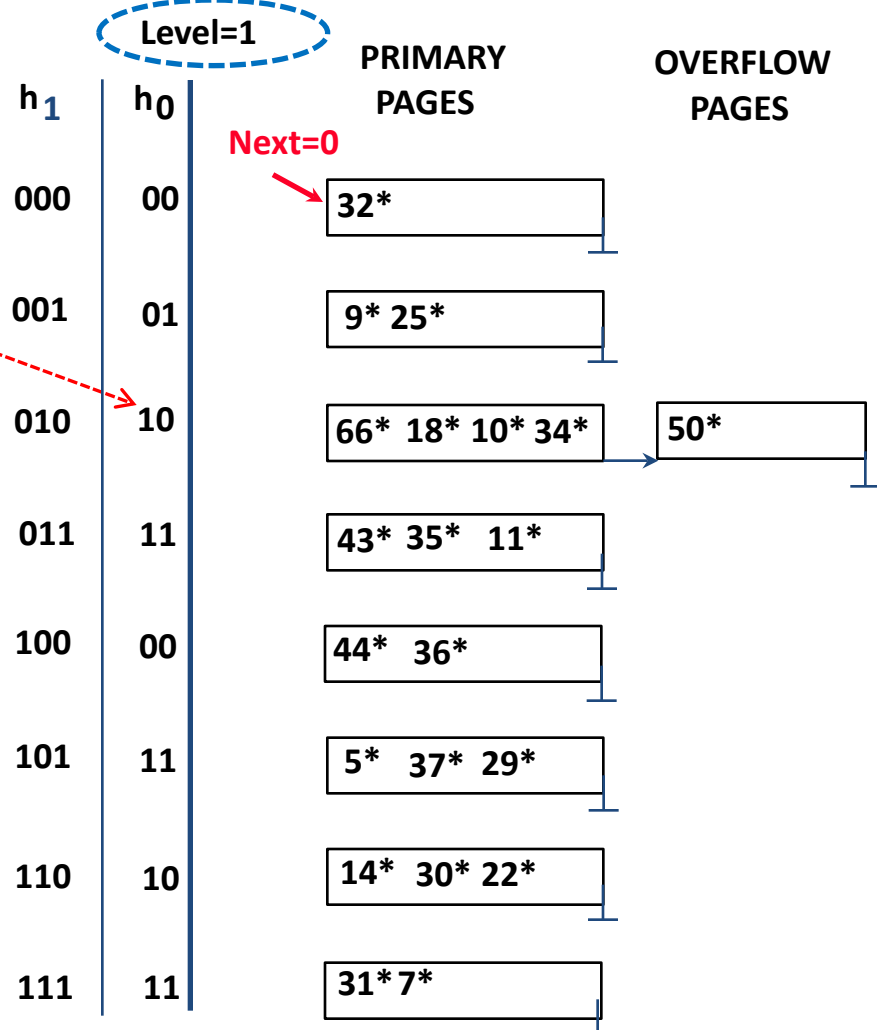 Level=1
PRIMARY PAGES
OVERFLOW PAGES
h1 h0
Next=0
000 00 32*
001 01 9* 25*
010 10 66* 18* 10* 34* 50*
011 11 43* 35* 11*
100 00 44* 36*
101 11 5* 37* 29*
110 10 14* 30* 22*
111 11 31* 7*